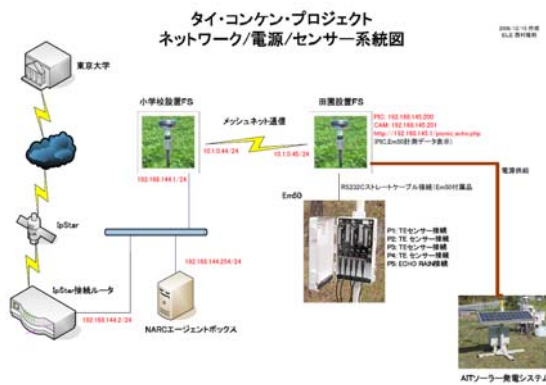 タイ・コンケン・プロジェクト
ネットワーク/電源/センサー系統図
東京大学
小学校設置FS
メッシュネット通信
田園設置FS
PIC: 192.168.145.200
CAM: 192.168.145.201
http://192.168.145.1/picnic_echo.php
(PIC,Em50計測データ表示)
10.1.0.44/24
10.1.0.45/24
192.168.144.1/24
電源供給
RS232Cストレートケーブル接続(Em50付属品)
Em50
IpStar
P1: TEセンサー接続
P2: TE センサー接続
P3: TEセンサー接続
P4: TE センサー接続
P5: ECHO RAIN接続
192.168.144.254/24
IpStar接続ルータ
192.168.144.2/24
NARCエージェントボックス
AITソーラー発電システム